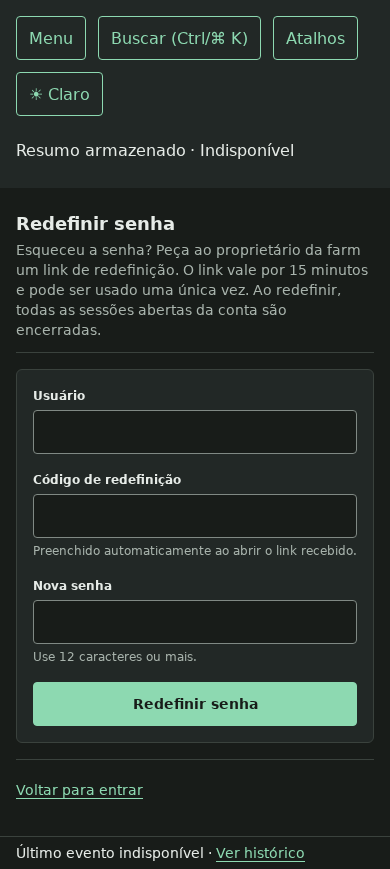 Menu
Buscar (Ctrl/⌘ K)
Atalhos
☀ Claro
Resumo armazenado · Indisponível
Redefinir senha
Esqueceu a senha? Peça ao proprietário da farm
um link de redefinição. O link vale por 15 minutos
e pode ser usado uma única vez. Ao redefinir,
todas as sessões abertas da conta são
encerradas.
Usuário
Código de redefinição
Preenchido automaticamente ao abrir o link recebido.
Nova senha
Use 12 caracteres ou mais.
Redefinir senha
Voltar para entrar
Último evento indisponível · Ver histórico